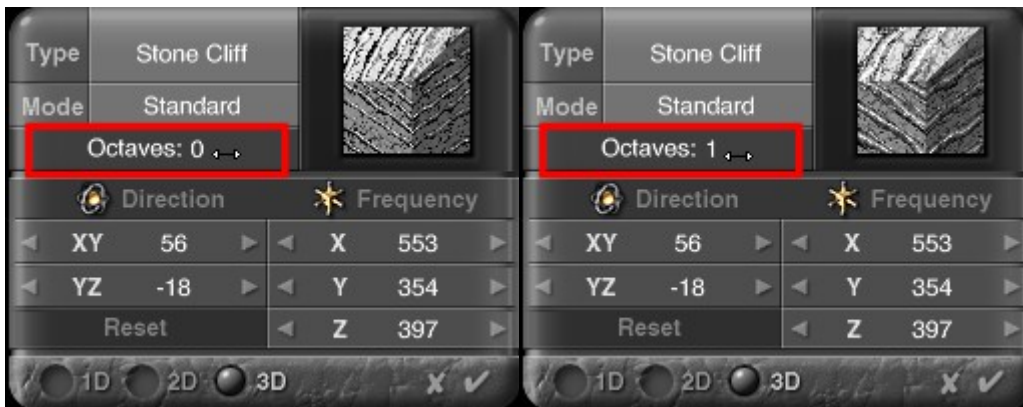 Type Stone Cliff
Mode Standard
Octaves: 0
Direction Frequency
XY 56 X 553
YZ -18 Y 354
Reset Z 397
1D 2D 3D
Type Stone Cliff
Mode Standard
Octaves: 1
Direction Frequency
XY 56 X 553
YZ -18 Y 354
Reset Z 397
1D 2D 3D